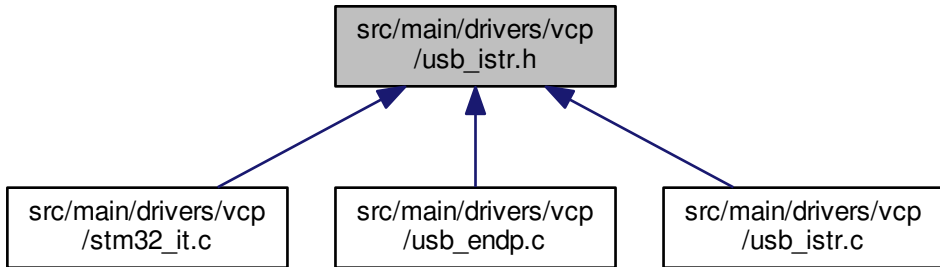 src/main/drivers/vcp
/usb_istr.h
src/main/drivers/vcp
/stm32_it.c
src/main/drivers/vcp
/usb_endp.c
src/main/drivers/vcp
/usb_istr.c